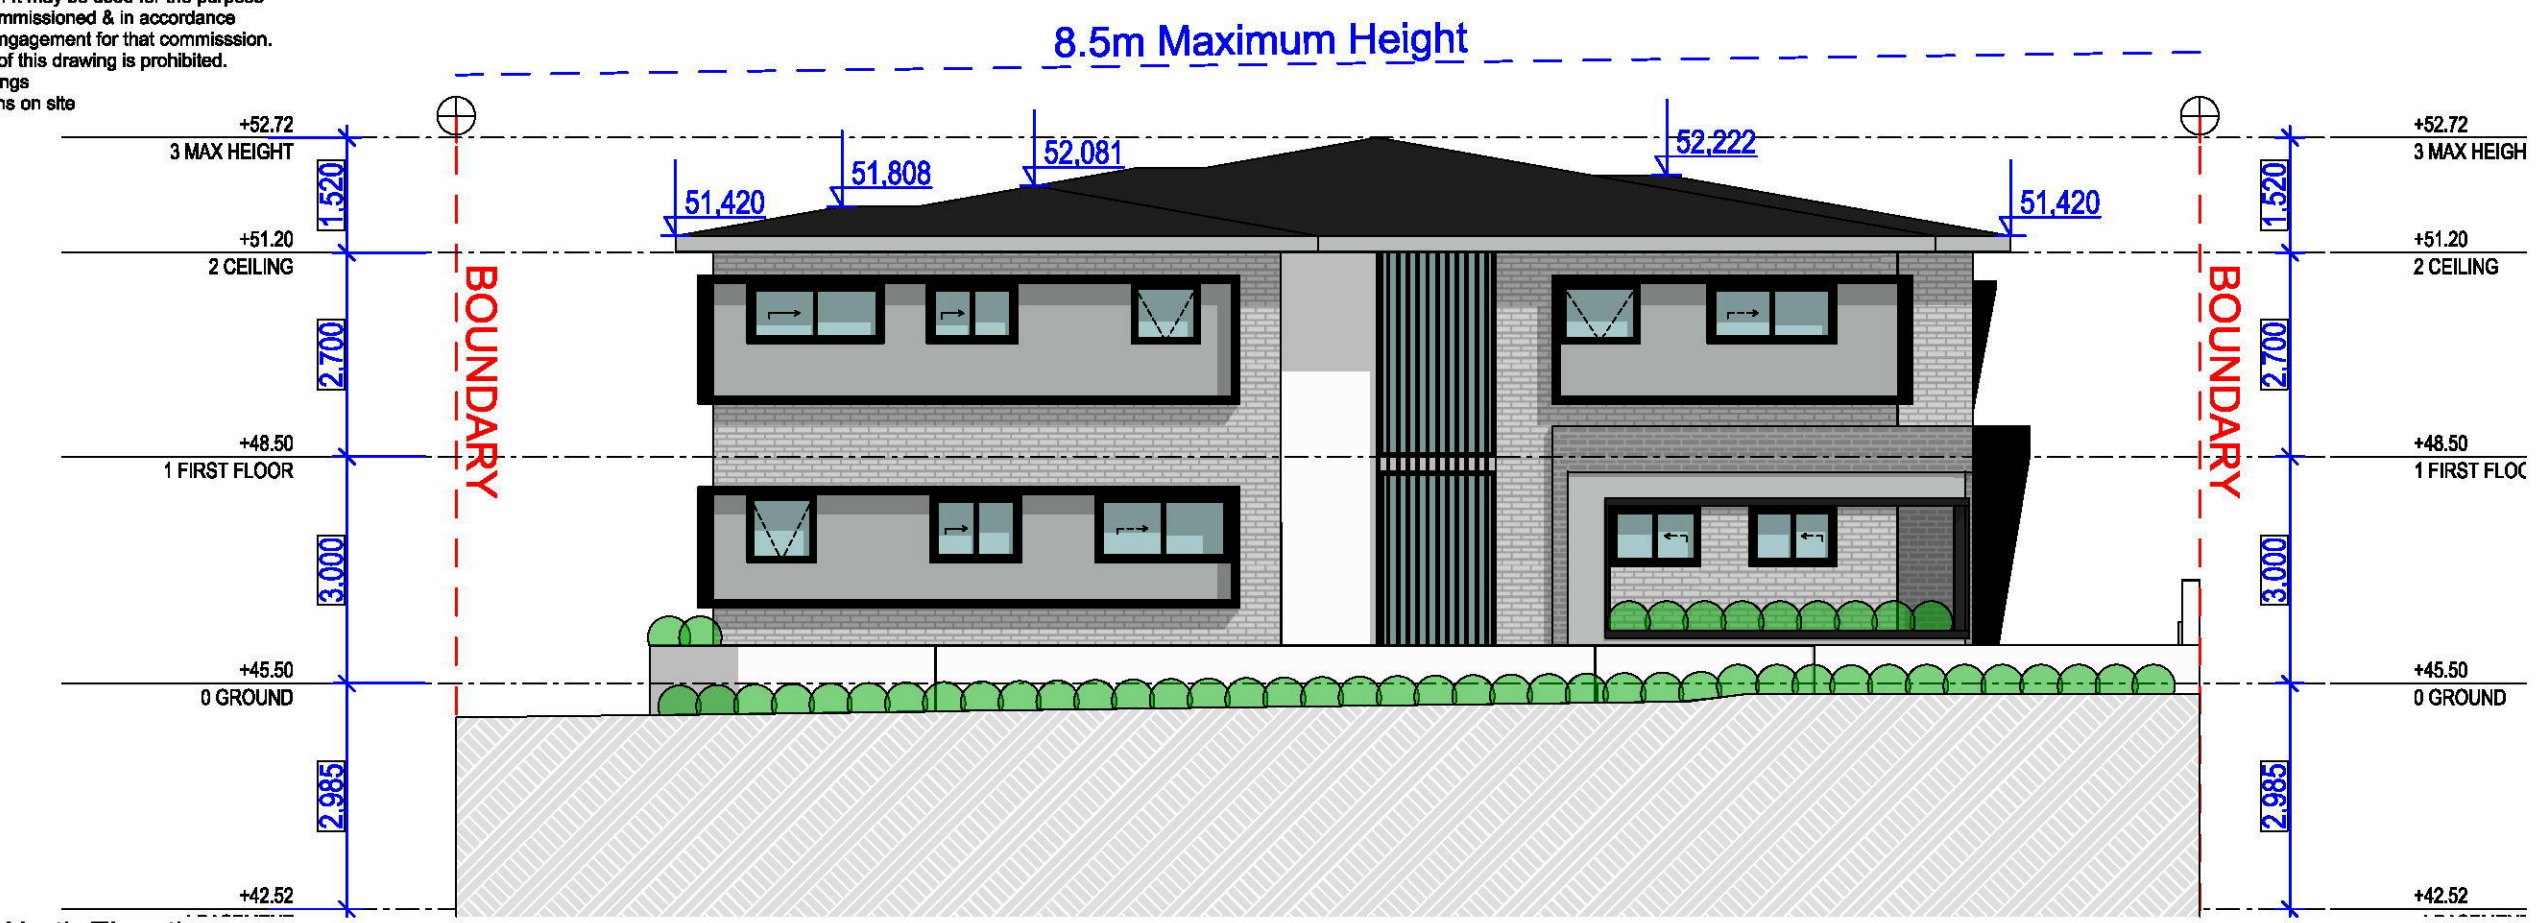 mmissioned & in accordance
ngagement for that commisssion.
of this drawing is prohibited.
ngs
ns on site
8.5m Maximum Height
+52.72
3 MAX HEIGHT
1,520
51,420
51,808
52,081
52,222
51,420
1,520
+52.72
3 MAX HEIGH
+51.20
2 CEILING
+51.20
2 CEILING
BOUNDARY
BOUNDARY
2,700
2,700
+48.50
1 FIRST FLOOR
+48.50
1 FIRST FLOO
3,000
3,000
+45.50
0 GROUND
+45.50
0 GROUND
2,985
2,985
+42.52
+42.52